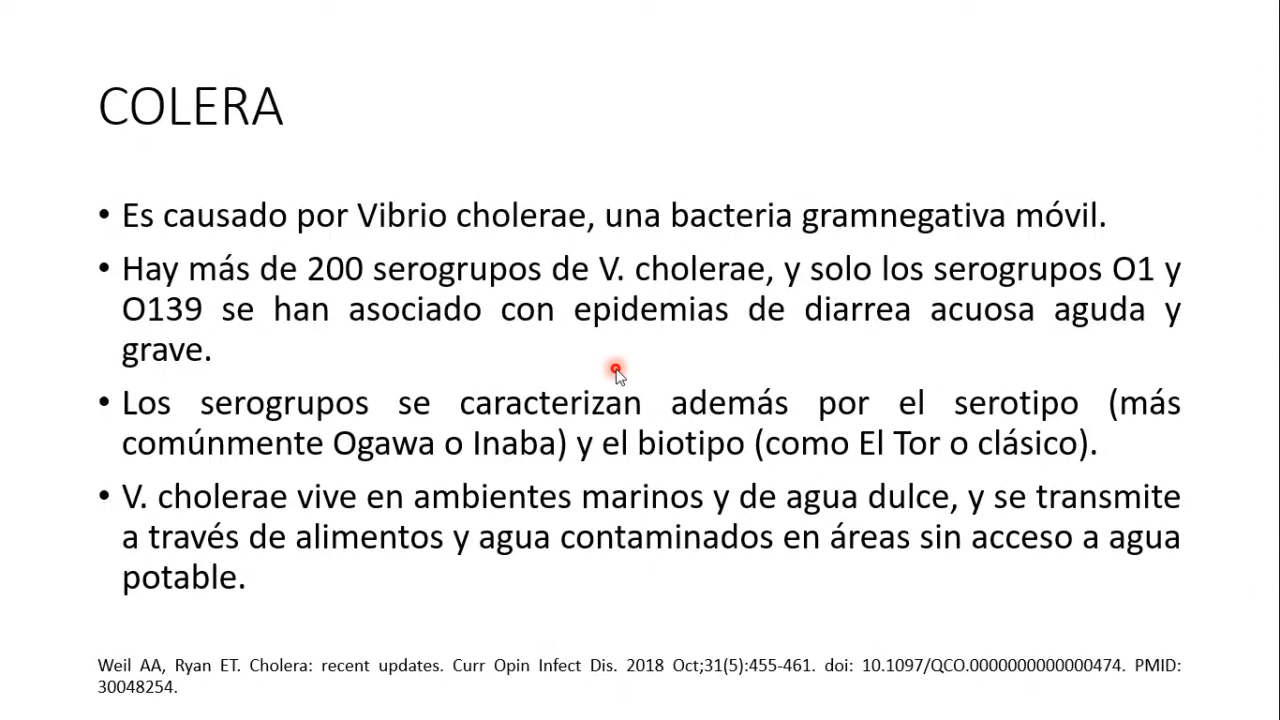 COLERA
• Es causado por Vibrio cholerae, una bacteria gramnegativa móvil.
• Hay más de 200 serogrupos de V. cholerae, y solo los serogrupos O1 y
O139 se han asociado con epidemias de diarrea acuosa aguda y
grave.
• Los serogrupos se caracterizan además por el serotipo (más
comúnmente Ogawa o Inaba) y el biotipo (como El Tor o clásico).
• V. cholerae vive en ambientes marinos y de agua dulce, y se transmite
a través de alimentos y agua contaminados en áreas sin acceso a agua
potable.
Weil AA, Ryan ET. Cholera: recent updates. Curr Opin Infect Dis. 2018 Oct;31(5):455-461. doi: 10.1097/QCO.0000000000000474. PMID:
30048254.